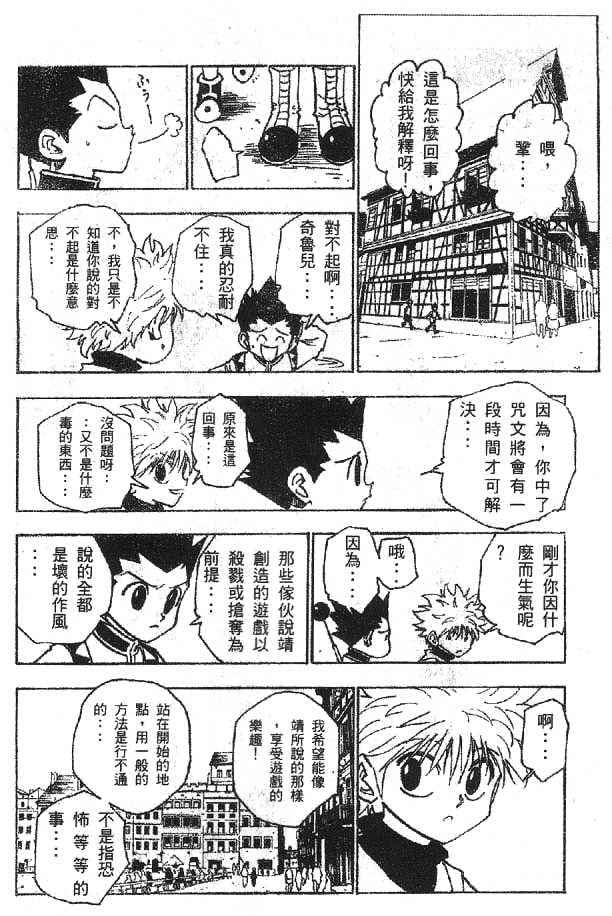 喂，
鞏…
這是怎麼回事，
快給我解釋呀！
ふぅー
對不起啊…
奇魯兒…
我真的忍耐
不住…
不，我只是不
知道你說的對
不起是什麼意
思…
因為，你中了
咒文將會有一
段時間才可解
決…
原來是這
回事…
沒問題呀…
…又不是什麼
毒的東西…
剛才你因什
麼而生氣呢
？
哦…
因為…
那些傢伙說靖
創造的遊戲以
殺戮或搶奪為
前提…
說的全都
是壞的作風
…
啊…
我希望能像
靖所說的那樣
，享受遊戲的
樂趣！
站在開始的地
點，用一般的
方法是行不通
的…
不是指恐
怖等等的
事…